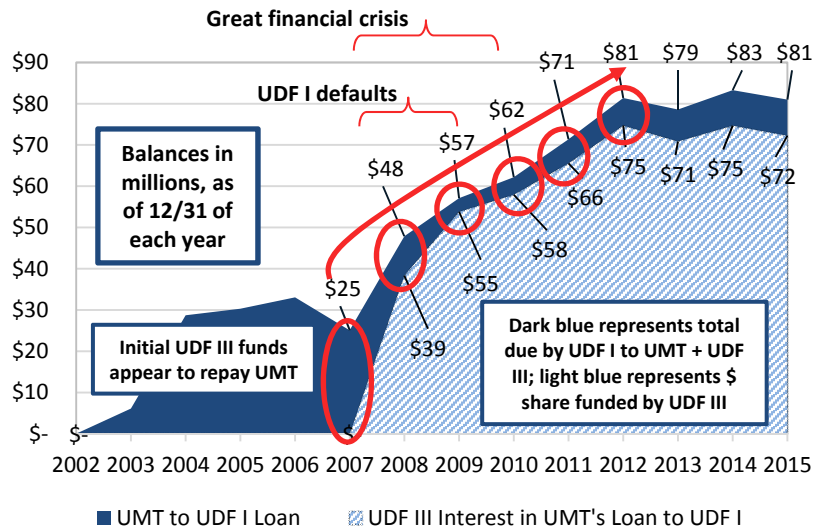 Great financial crisis
UDF I defaults
$90
$80
$70
$60
$50
$40
$30
$20
$10
$-
Balances in
millions, as
of 12/31 of
each year
Initial UDF III funds
appear to repay UMT
Dark blue represents total
due by UDF I to UMT + UDF
III; light blue represents $
share funded by UDF III
$25
$48
$57
$62
$71
$81
$79
$83
$81
$-
$
$39
$55
$58
$66
$75
$71
$75
$72
2002 2003 2004 2005 2006 2007 2008 2009 2010 2011 2012 2013 2014 2015
UMT to UDF I Loan
UDF III Interest in UMT's Loan to UDF I